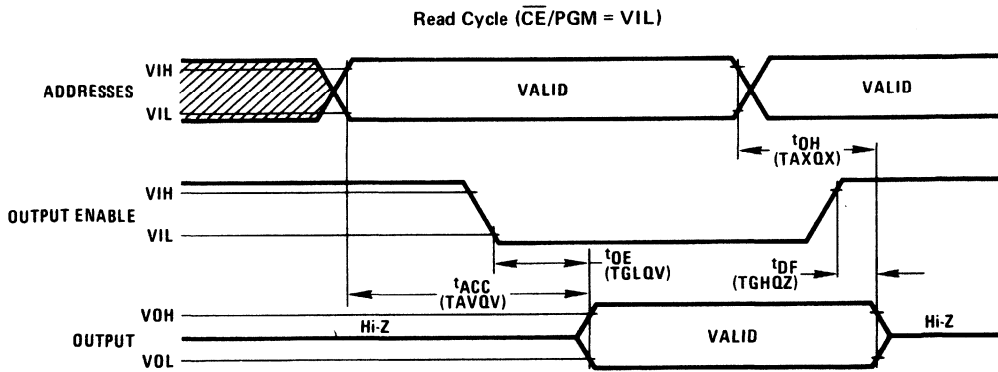 Read Cycle (CE/PGM = VIL)
VIH
ADDRESSES
VALID
VALID
VIL
tOH
(TAXQX)
VIH
OUTPUT ENABLE
VIL
tOE
(TGLQV)
tDF
(TGHQZ)
tACC
(TAVQV)
VOH
Hi-Z
Hi-Z
OUTPUT
VALID
VOL